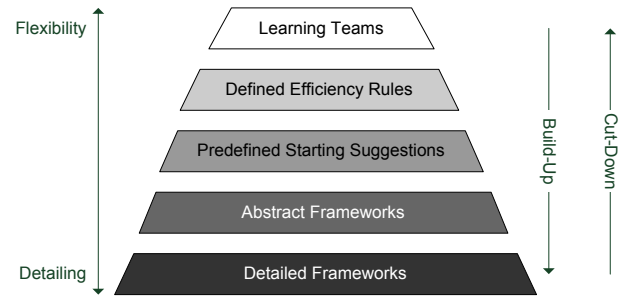 Flexibility
Learning Teams
Defined Efficiency Rules
Predefined Starting Suggestions
Abstract Frameworks
Detailing
Detailed Frameworks
Build-Up
Cut-Down